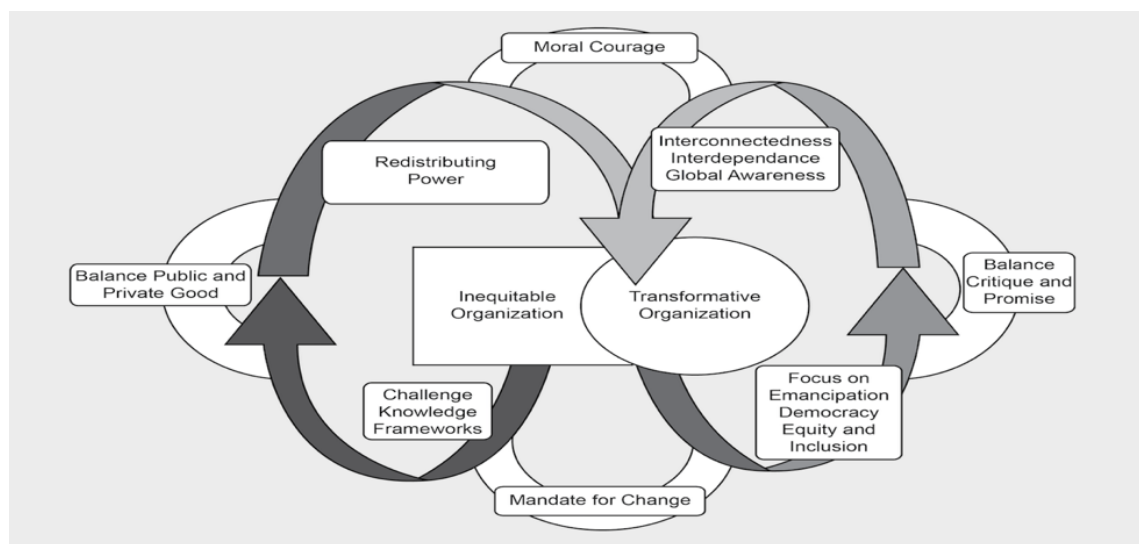 Moral Courage
Redistributing
Power
Interconnectedness
Interdependance
Global Awareness
Balance Public and
Private Good
Inequitable
Organization
Transformative
Organization
Balance
Critique and
Promise
Challenge
Knowledge
Frameworks
Focus on
Emancipation
Democracy
Equity and
Inclusion
Mandate for Change